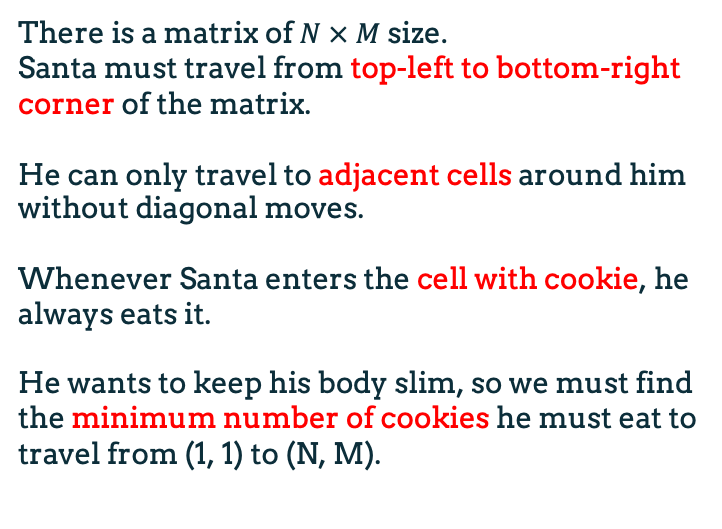 There is a matrix of N × M size.
Santa must travel from top-left to bottom-right
corner of the matrix.
He can only travel to adjacent cells around him
without diagonal moves.
Whenever Santa enters the cell with cookie, he
always eats it.
He wants to keep his body slim, so we must find
the minimum number of cookies he must eat to
travel from (1, 1) to (N, M).